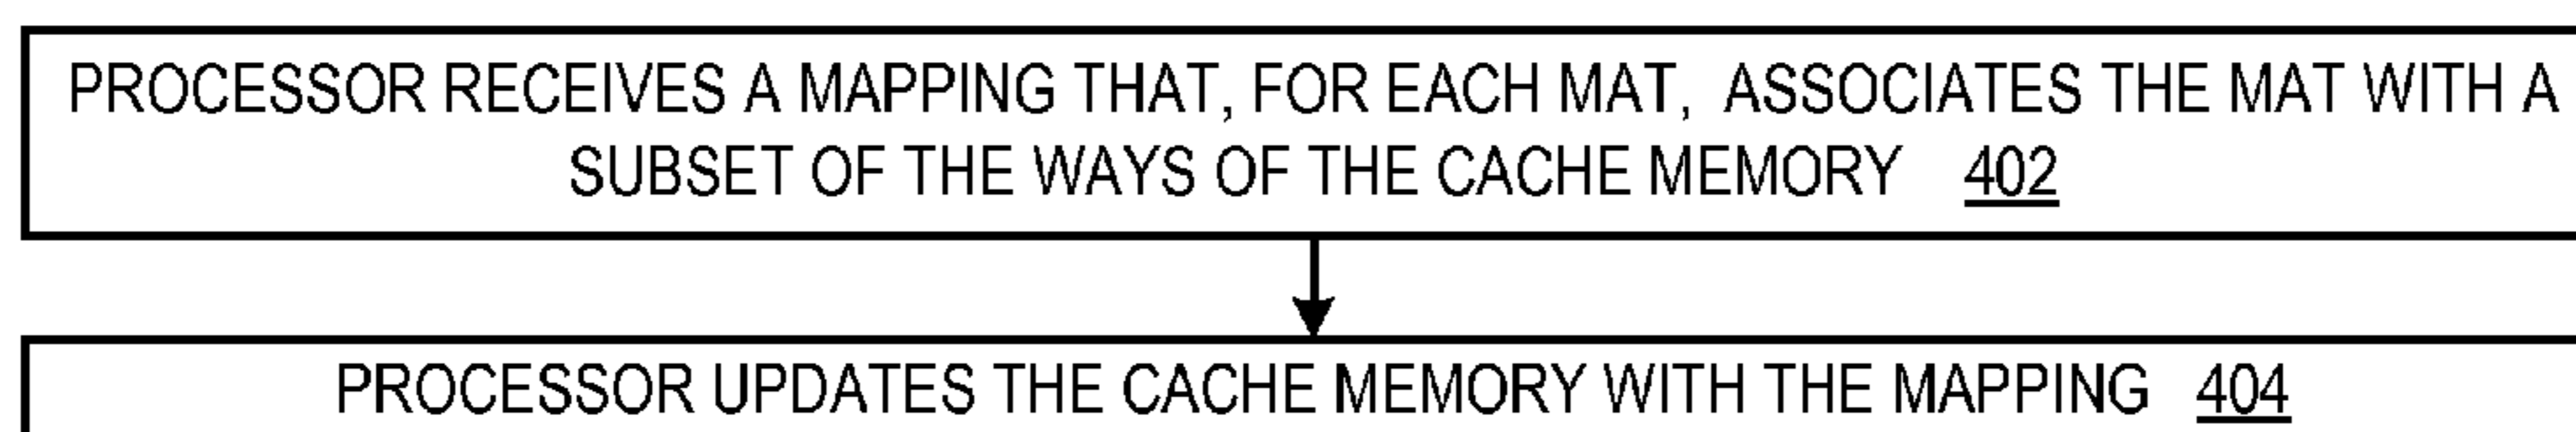 PROCESSOR RECEIVES A MAPPING THAT, FOR EACH MAT, ASSOCIATES THE MAT WITH A
SUBSET OF THE WAYS OF THE CACHE MEMORY 402
PROCESSOR UPDATES THE CACHE MEMORY WITH THE MAPPING 404